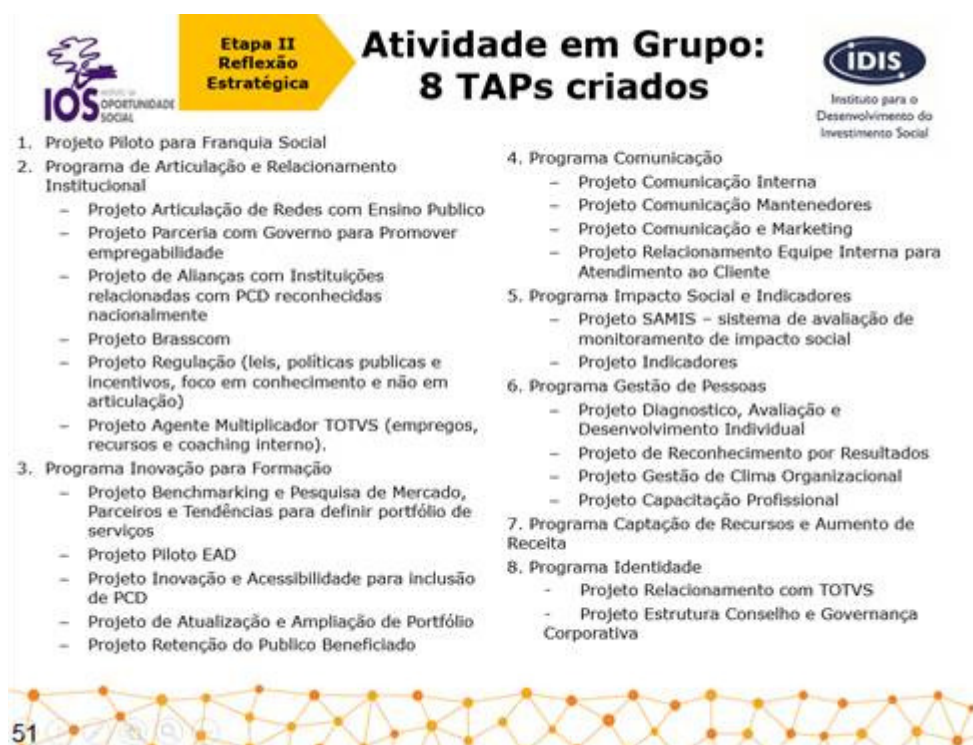 IOS
INSTITUTO DE
OPORTUNIDADE
SOCIAL
Etapa II
Reflexão
Estratégica
Atividade em Grupo:
8 TAPs criados
IDIS
Instituto para o
Desenvolvimento do
Investimento Social
1. Projeto Piloto para Franquia Social
2. Programa de Articulação e Relacionamento
Institucional
– Projeto Articulação de Redes com Ensino Publico
– Projeto Parceria com Governo para Promover
empregabilidade
– Projeto de Alianças com Instituições
relacionadas com PCD reconhecidas
nacionalmente
– Projeto Brasscom
– Projeto Regulação (leis, políticas publicas e
incentivos, foco em conhecimento e não em
articulação)
– Projeto Agente Multiplicador TOTVS (empregos,
recursos e coaching interno).
3. Programa Inovação para Formação
– Projeto Benchmarking e Pesquisa de Mercado,
Parceiros e Tendências para definir portfólio de
serviços
– Projeto Piloto EAD
– Projeto Inovação e Acessibilidade para inclusão
de PCD
– Projeto de Atualização e Ampliação de Portfólio
– Projeto Retenção do Publico Beneficiado
4. Programa Comunicação
– Projeto Comunicação Interna
– Projeto Comunicação Mantenedores
– Projeto Comunicação e Marketing
– Projeto Relacionamento Equipe Interna para
Atendimento ao Cliente
5. Programa Impacto Social e Indicadores
– Projeto SAMIS – sistema de avaliação de
monitoramento de impacto social
– Projeto Indicadores
6. Programa Gestão de Pessoas
– Projeto Diagnostico, Avaliação e
Desenvolvimento Individual
– Projeto de Reconhecimento por Resultados
– Projeto Gestão de Clima Organizacional
– Projeto Capacitação Profissional
7. Programa Captação de Recursos e Aumento de
Receita
8. Programa Identidade
- Projeto Relacionamento com TOTVS
- Projeto Estrutura Conselho e Governança
Corporativa
51